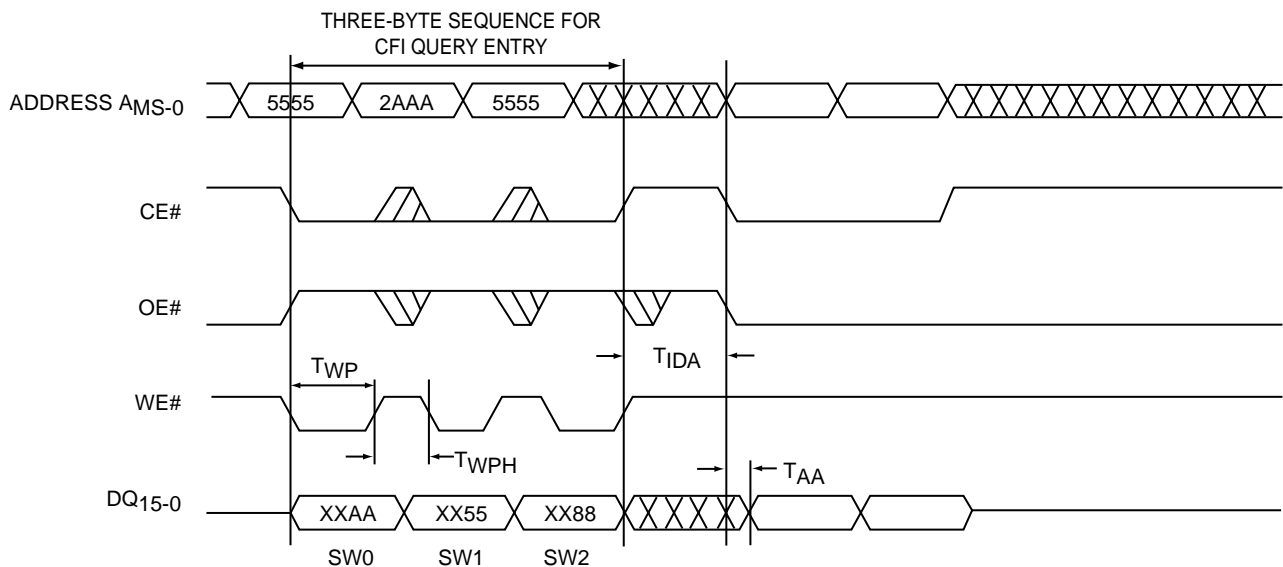 THREE-BYTE SEQUENCE FOR
CFI QUERY ENTRY
ADDRESS AMS-0
5555 2AAA 5555
CE#
OE#
TIDA
TWP
WE#
TWPH
TAA
DQ15-0
XXAA XX55 XX88
SW0 SW1 SW2